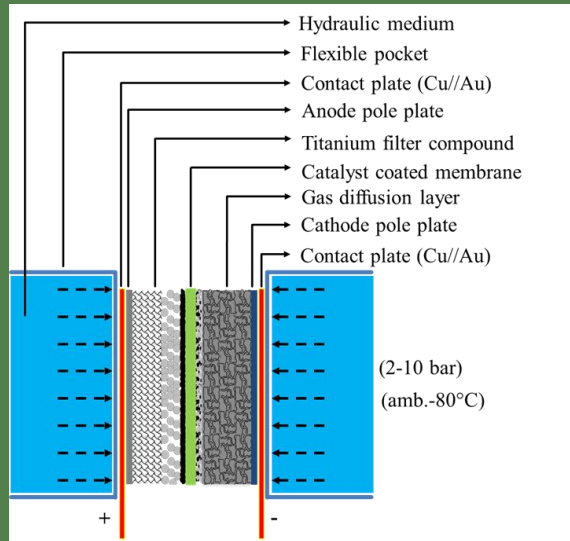 Hydraulic medium
Flexible pocket
Contact plate (Cu//Au)
Anode pole plate
Titanium filter compound
Catalyst coated membrane
Gas diffusion layer
Cathode pole plate
Contact plate (Cu//Au)
(2-10 bar)
(amb.-80°C)
+ -